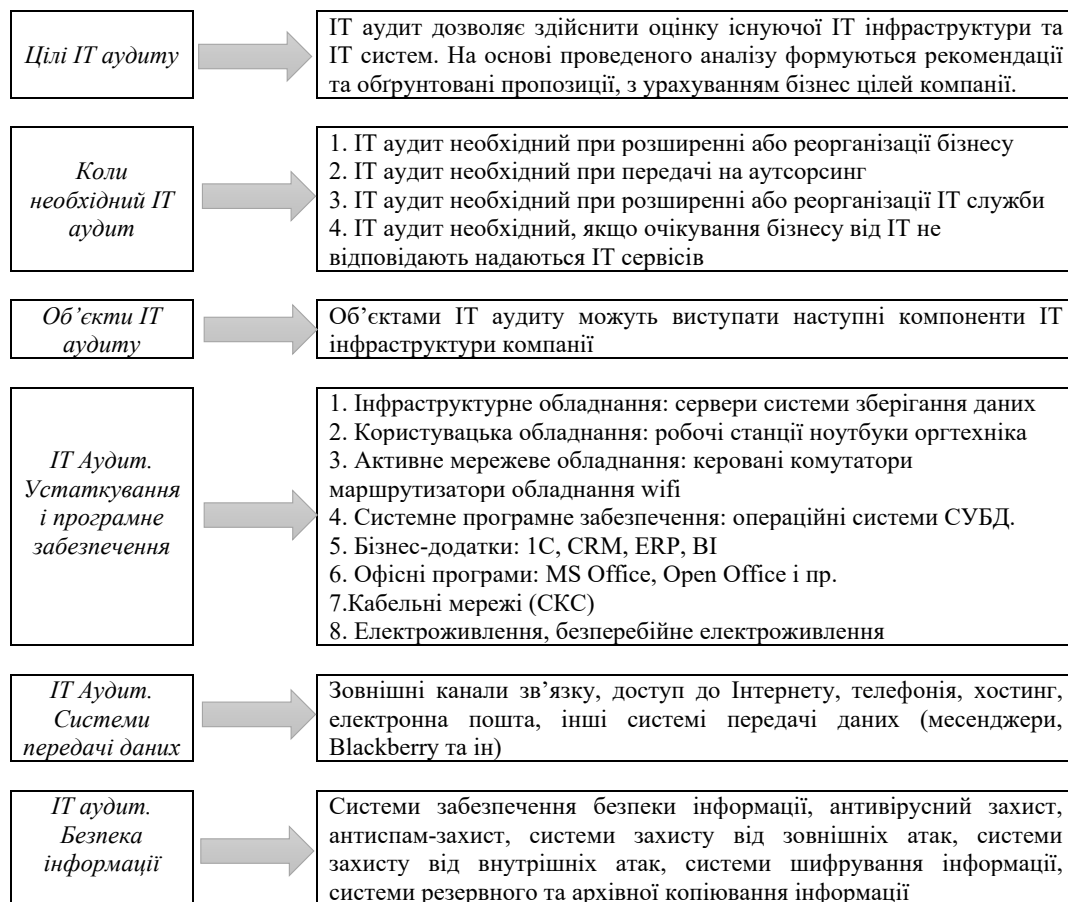 Цілі ІТ аудиту
ІТ аудит дозволяє здійснити оцінку існуючої ІТ інфраструктури та
ІТ систем. На основі проведеного аналізу формуються рекомендації
та обґрунтовані пропозиції, з урахуванням бізнес цілей компанії.
Коли
необхідний ІТ
аудит
1. ІТ аудит необхідний при розширенні або реорганізації бізнесу
2. ІТ аудит необхідний при передачі на аутсорсинг
3. ІТ аудит необхідний при розширенні або реорганізації ІТ служби
4. ІТ аудит необхідний, якщо очікування бізнесу від ІТ не
відповідають надаються ІТ сервісів
Об’єкти ІТ
аудиту
Об’єктами ІТ аудиту можуть виступати наступні компоненти ІТ
інфраструктури компанії
ІТ Аудит.
Устаткування
і програмне
забезпечення
1. Інфраструктурне обладнання: сервери системи зберігання даних
2. Користувацька обладнання: робочі станції ноутбуки оргтехніка
3. Активне мережеве обладнання: керовані комутатори
маршрутизатори обладнання wifi
4. Системне програмне забезпечення: операційні системи СУБД.
5. Бізнес-додатки: 1С, CRM, ERP, BI
6. Офісні програми: MS Office, Open Office і пр.
7.Кабельні мережі (СКС)
8. Електроживлення, безперебійне електроживлення
ІТ Аудит.
Системи
передачі даних
Зовнішні канали зв’язку, доступ до Інтернету, телефонія, хостинг,
електронна пошта, інші системі передачі даних (месенджери,
Blackberry та ін)
ІТ аудит.
Безпека
інформації
Системи забезпечення безпеки інформації, антивірусний захист,
антиспам-захист, системи захисту від зовнішніх атак, системи
захисту від внутрішніх атак, системи шифрування інформації,
системи резервного та архівної копіювання інформації